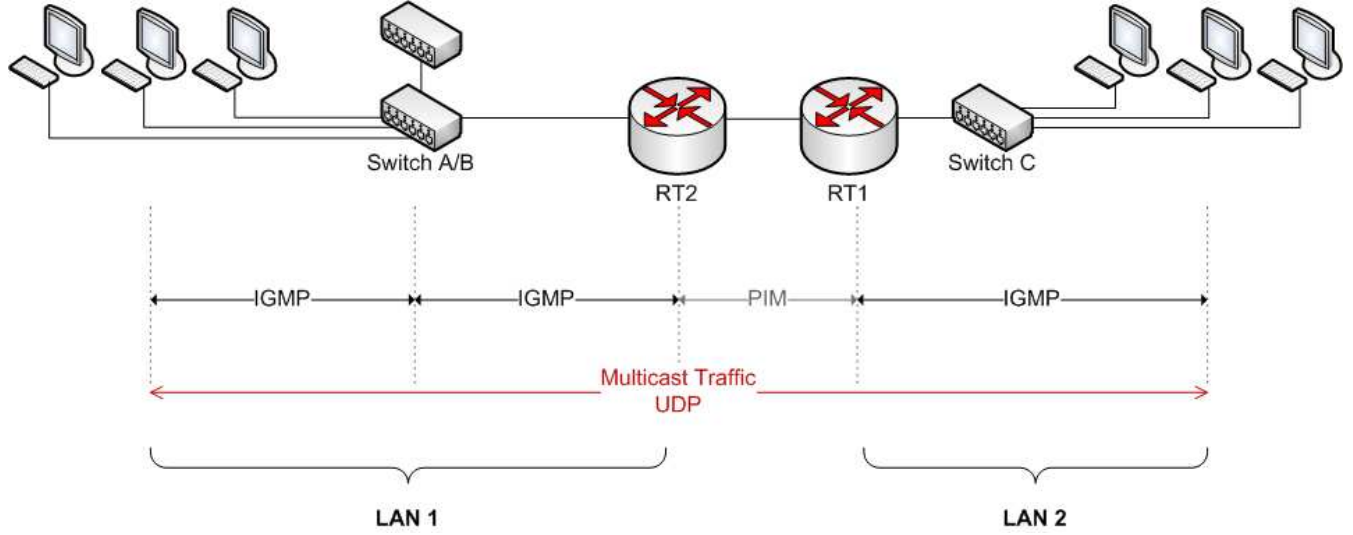 Switch A/B
RT2
RT1
Switch C
IGMP
IGMP
PIM
IGMP
Multicast Traffic
UDP
LAN 1
LAN 2